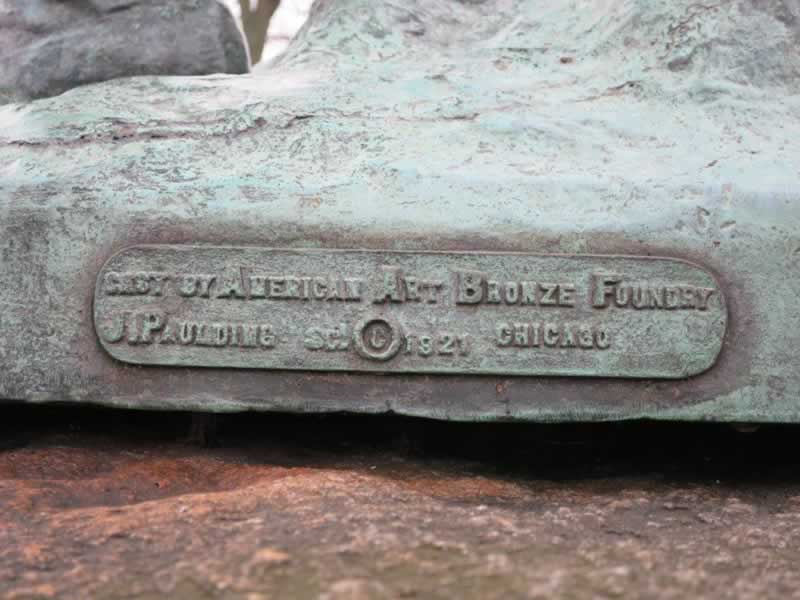 CAST BY AMERICAN ART BRONZE FOUNDRY
J. PAULDING SC. © 1921 CHICAGO